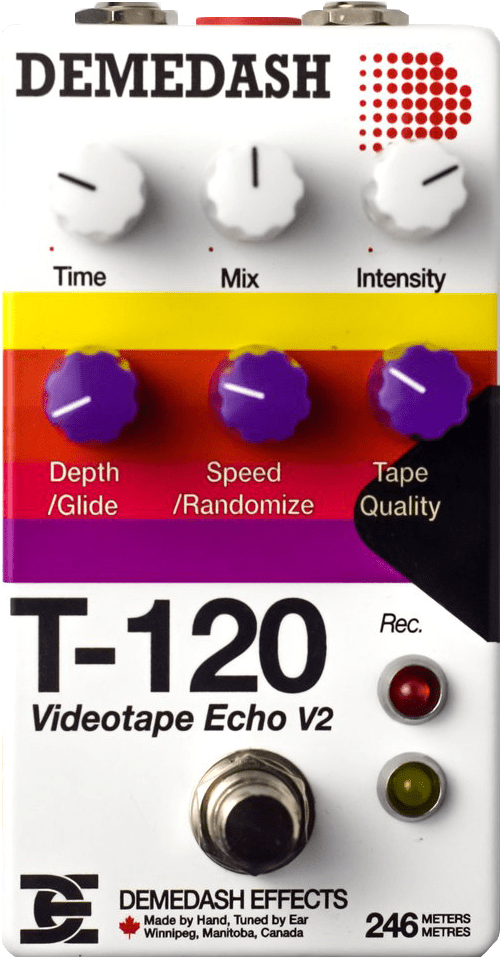 DEMEDASH
Time Mix Intensity
Depth Speed Tape
/Glide /Randomize Quality
T-120
Rec.
Videotape Echo V2
DEMEDASH EFFECTS
Made by Hand, Tuned by Ear
Winnipeg, Manitoba, Canada
246 METERS
METRES